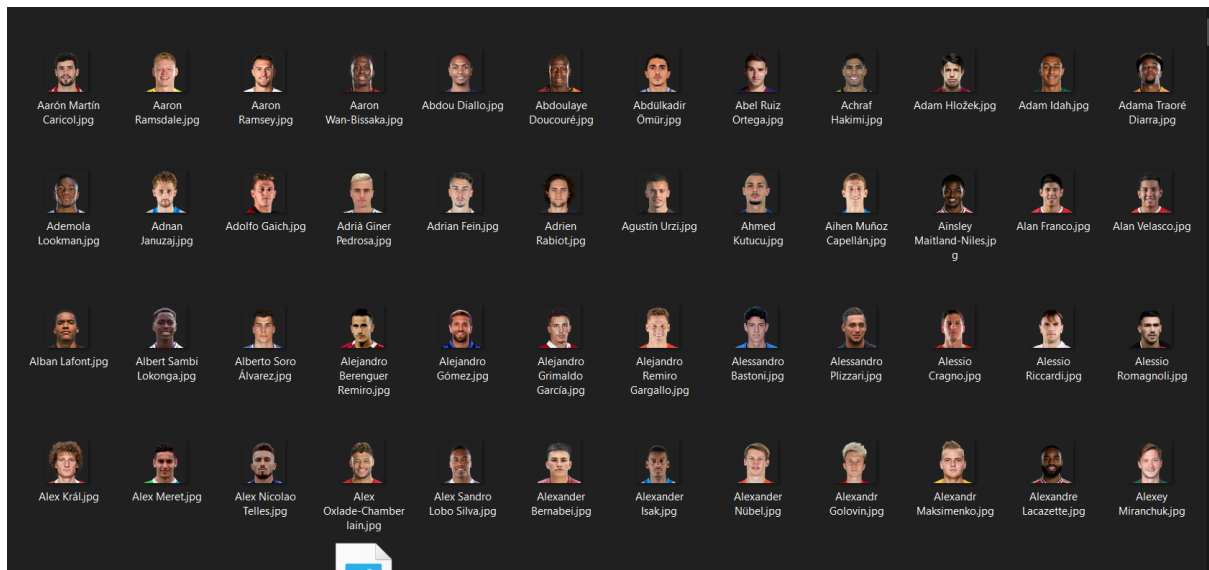 Aarón Martín
Caricol.jpg
Aaron
Ramsdale.jpg
Aaron
Ramsey.jpg
Aaron
Wan-Bissaka.jpg
Abdou Diallo.jpg
Abdoulaye
Doucouré.jpg
Abdülkadir
Ömür.jpg
Abel Ruiz
Ortega.jpg
Achraf
Hakimi.jpg
Adam Hložek.jpg
Adam Idah.jpg
Adama Traoré
Diarra.jpg
Ademola
Lookman.jpg
Adnan
Januzaj.jpg
Adolfo Gaich.jpg
Adrià Giner
Pedrosa.jpg
Adrian Fein.jpg
Adrien
Rabiot.jpg
Agustín Urzi.jpg
Ahmed
Kutucu.jpg
Aihen Muñoz
Capellán.jpg
Ainsley
Maitland-Niles.jp
g
Alan Franco.jpg
Alan Velasco.jpg
Alban Lafont.jpg
Albert Sambi
Lokonga.jpg
Alberto Soro
Álvarez.jpg
Alejandro
Berenguer
Remiro.jpg
Alejandro
Gómez.jpg
Alejandro
Grimaldo
García.jpg
Alejandro
Remiro
Gargallo.jpg
Alessandro
Bastoni.jpg
Alessandro
Plizzari.jpg
Alessio
Cragno.jpg
Alessio
Riccardi.jpg
Alessio
Romagnoli.jpg
Alex Král.jpg
Alex Meret.jpg
Alex Nicolao
Telles.jpg
Alex
Oxlade-Chamber
lain.jpg
Alex Sandro
Lobo Silva.jpg
Alexander
Bernabei.jpg
Alexander
Isak.jpg
Alexander
Nübel.jpg
Alexandr
Golovin.jpg
Alexandr
Maksimenko.jpg
Alexandre
Lacazette.jpg
Alexey
Miranchuk.jpg